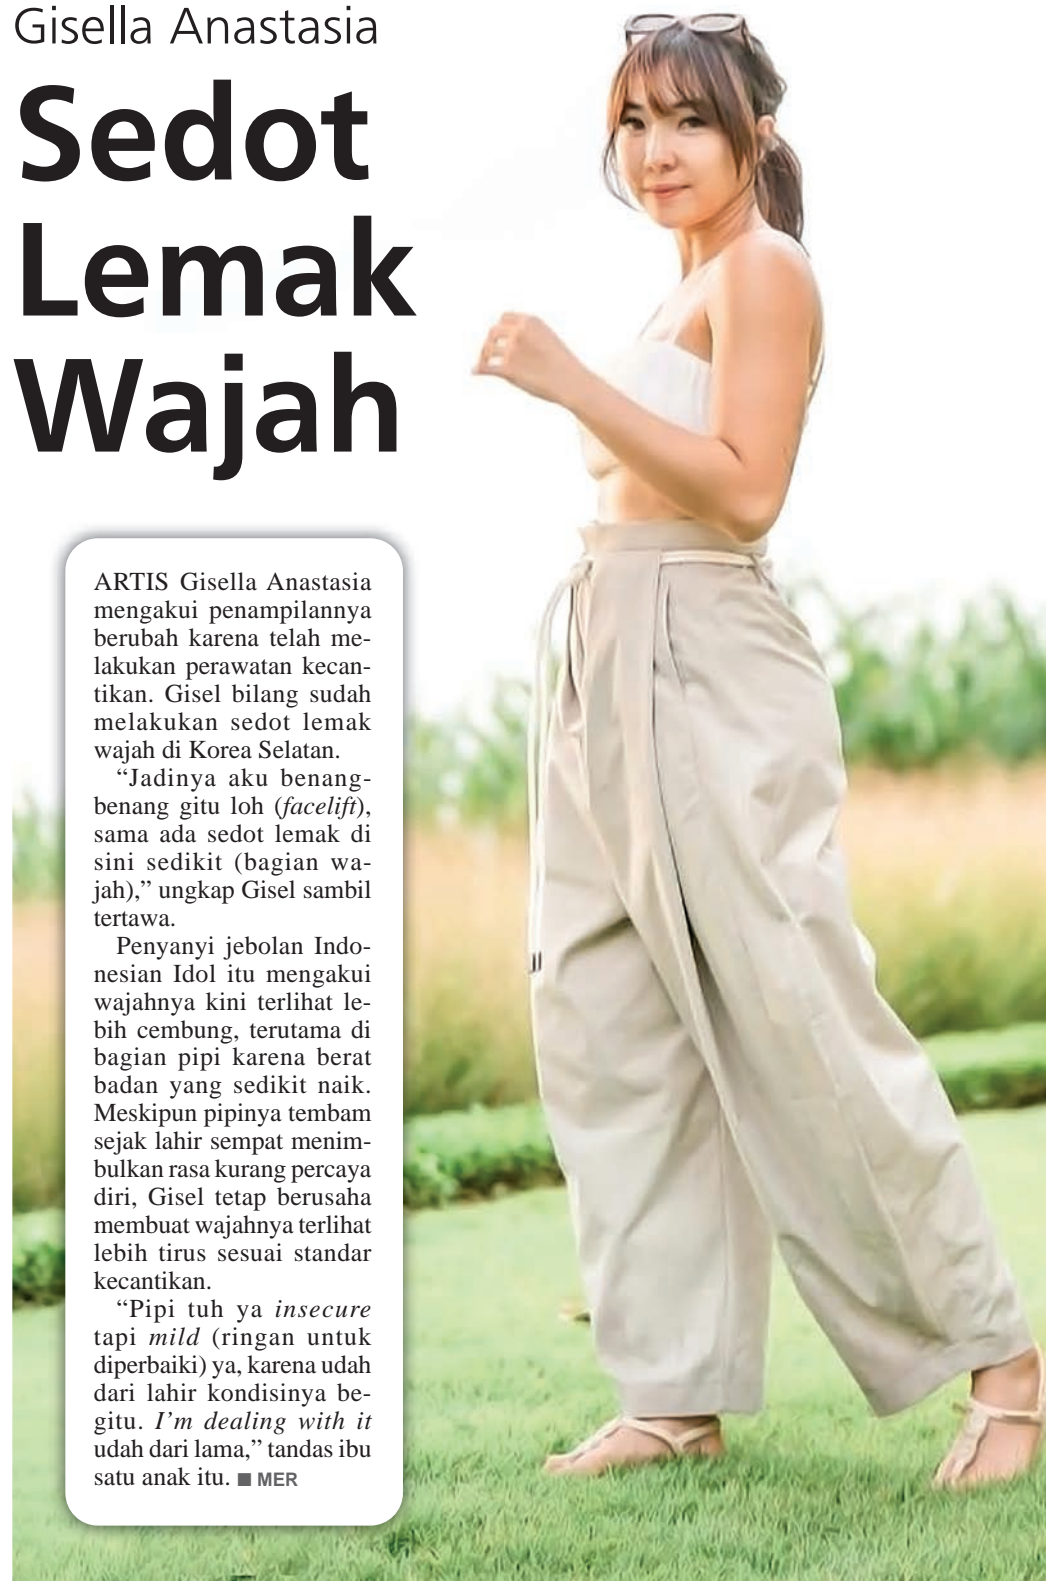 Gisella Anastasia
Sedot
Lemak
Wajah
ARTIS Gisella Anastasia
mengakui penampilannya
berubah karena telah me-
lakukan perawatan kecan-
tikan. Gisel bilang sudah
melakukan sedot lemak
wajah di Korea Selatan.
“Jadinya aku benang-
benang gitu loh (facelift),
sama ada sedot lemak di
sini sedikit (bagian wa-
jah),” ungkap Gisel sambil
tertawa.
Penyanyi jebolan Indo-
nesian Idol itu mengakui
wajahnya kini terlihat le-
bih cembung, terutama di
bagian pipi karena berat
badan yang sedikit naik.
Meskipun pipinya tembam
sejak lahir sempat menim-
bulkan rasa kurang percaya
diri, Gisel tetap berusaha
membuat wajahnya terlihat
lebih tirus sesuai standar
kecantikan.
“Pipi tuh ya insecure
tapi mild (ringan untuk
diperbaiki) ya, karena udah
dari lahir kondisinya be-
gitu. I’m dealing with it
udah dari lama,” tandas ibu
satu anak itu. ■ MER